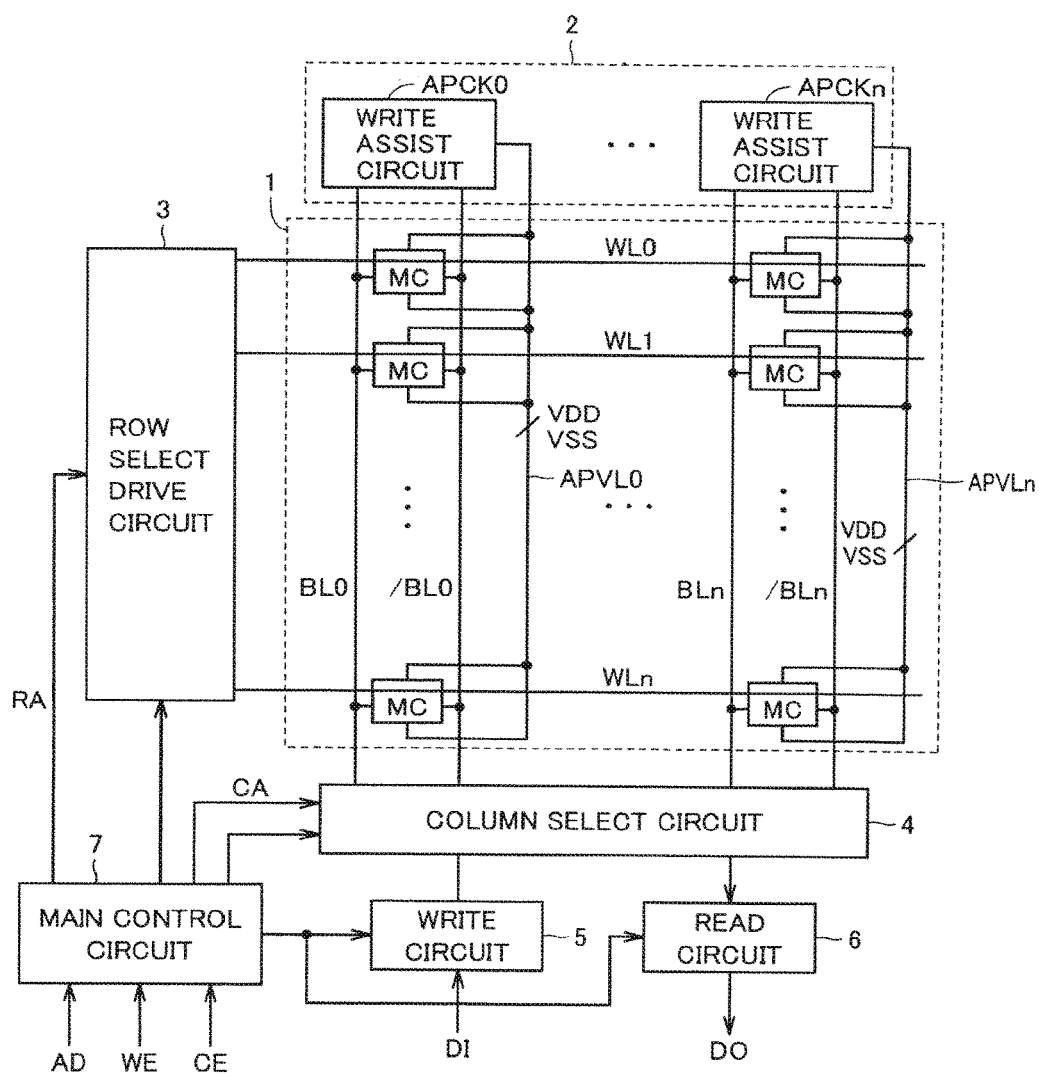 2
APCK0
APCKn
WRITE
ASSIST
CIRCUIT
. . .
WRITE
ASSIST
CIRCUIT
1
3
WL0
MC
MC
WL1
MC
MC
ROW
SELECT
DRIVE
CIRCUIT
VDD
VSS
APVL0
. . .
APVLn
VDD
VSS
BL0
/BL0
BLn
/BLn
WLn
MC
MC
RA
CA
COLUMN SELECT CIRCUIT
4
7
MAIN CONTROL
CIRCUIT
WRITE
CIRCUIT
5
READ
CIRCUIT
6
AD
WE
CE
DI
DO